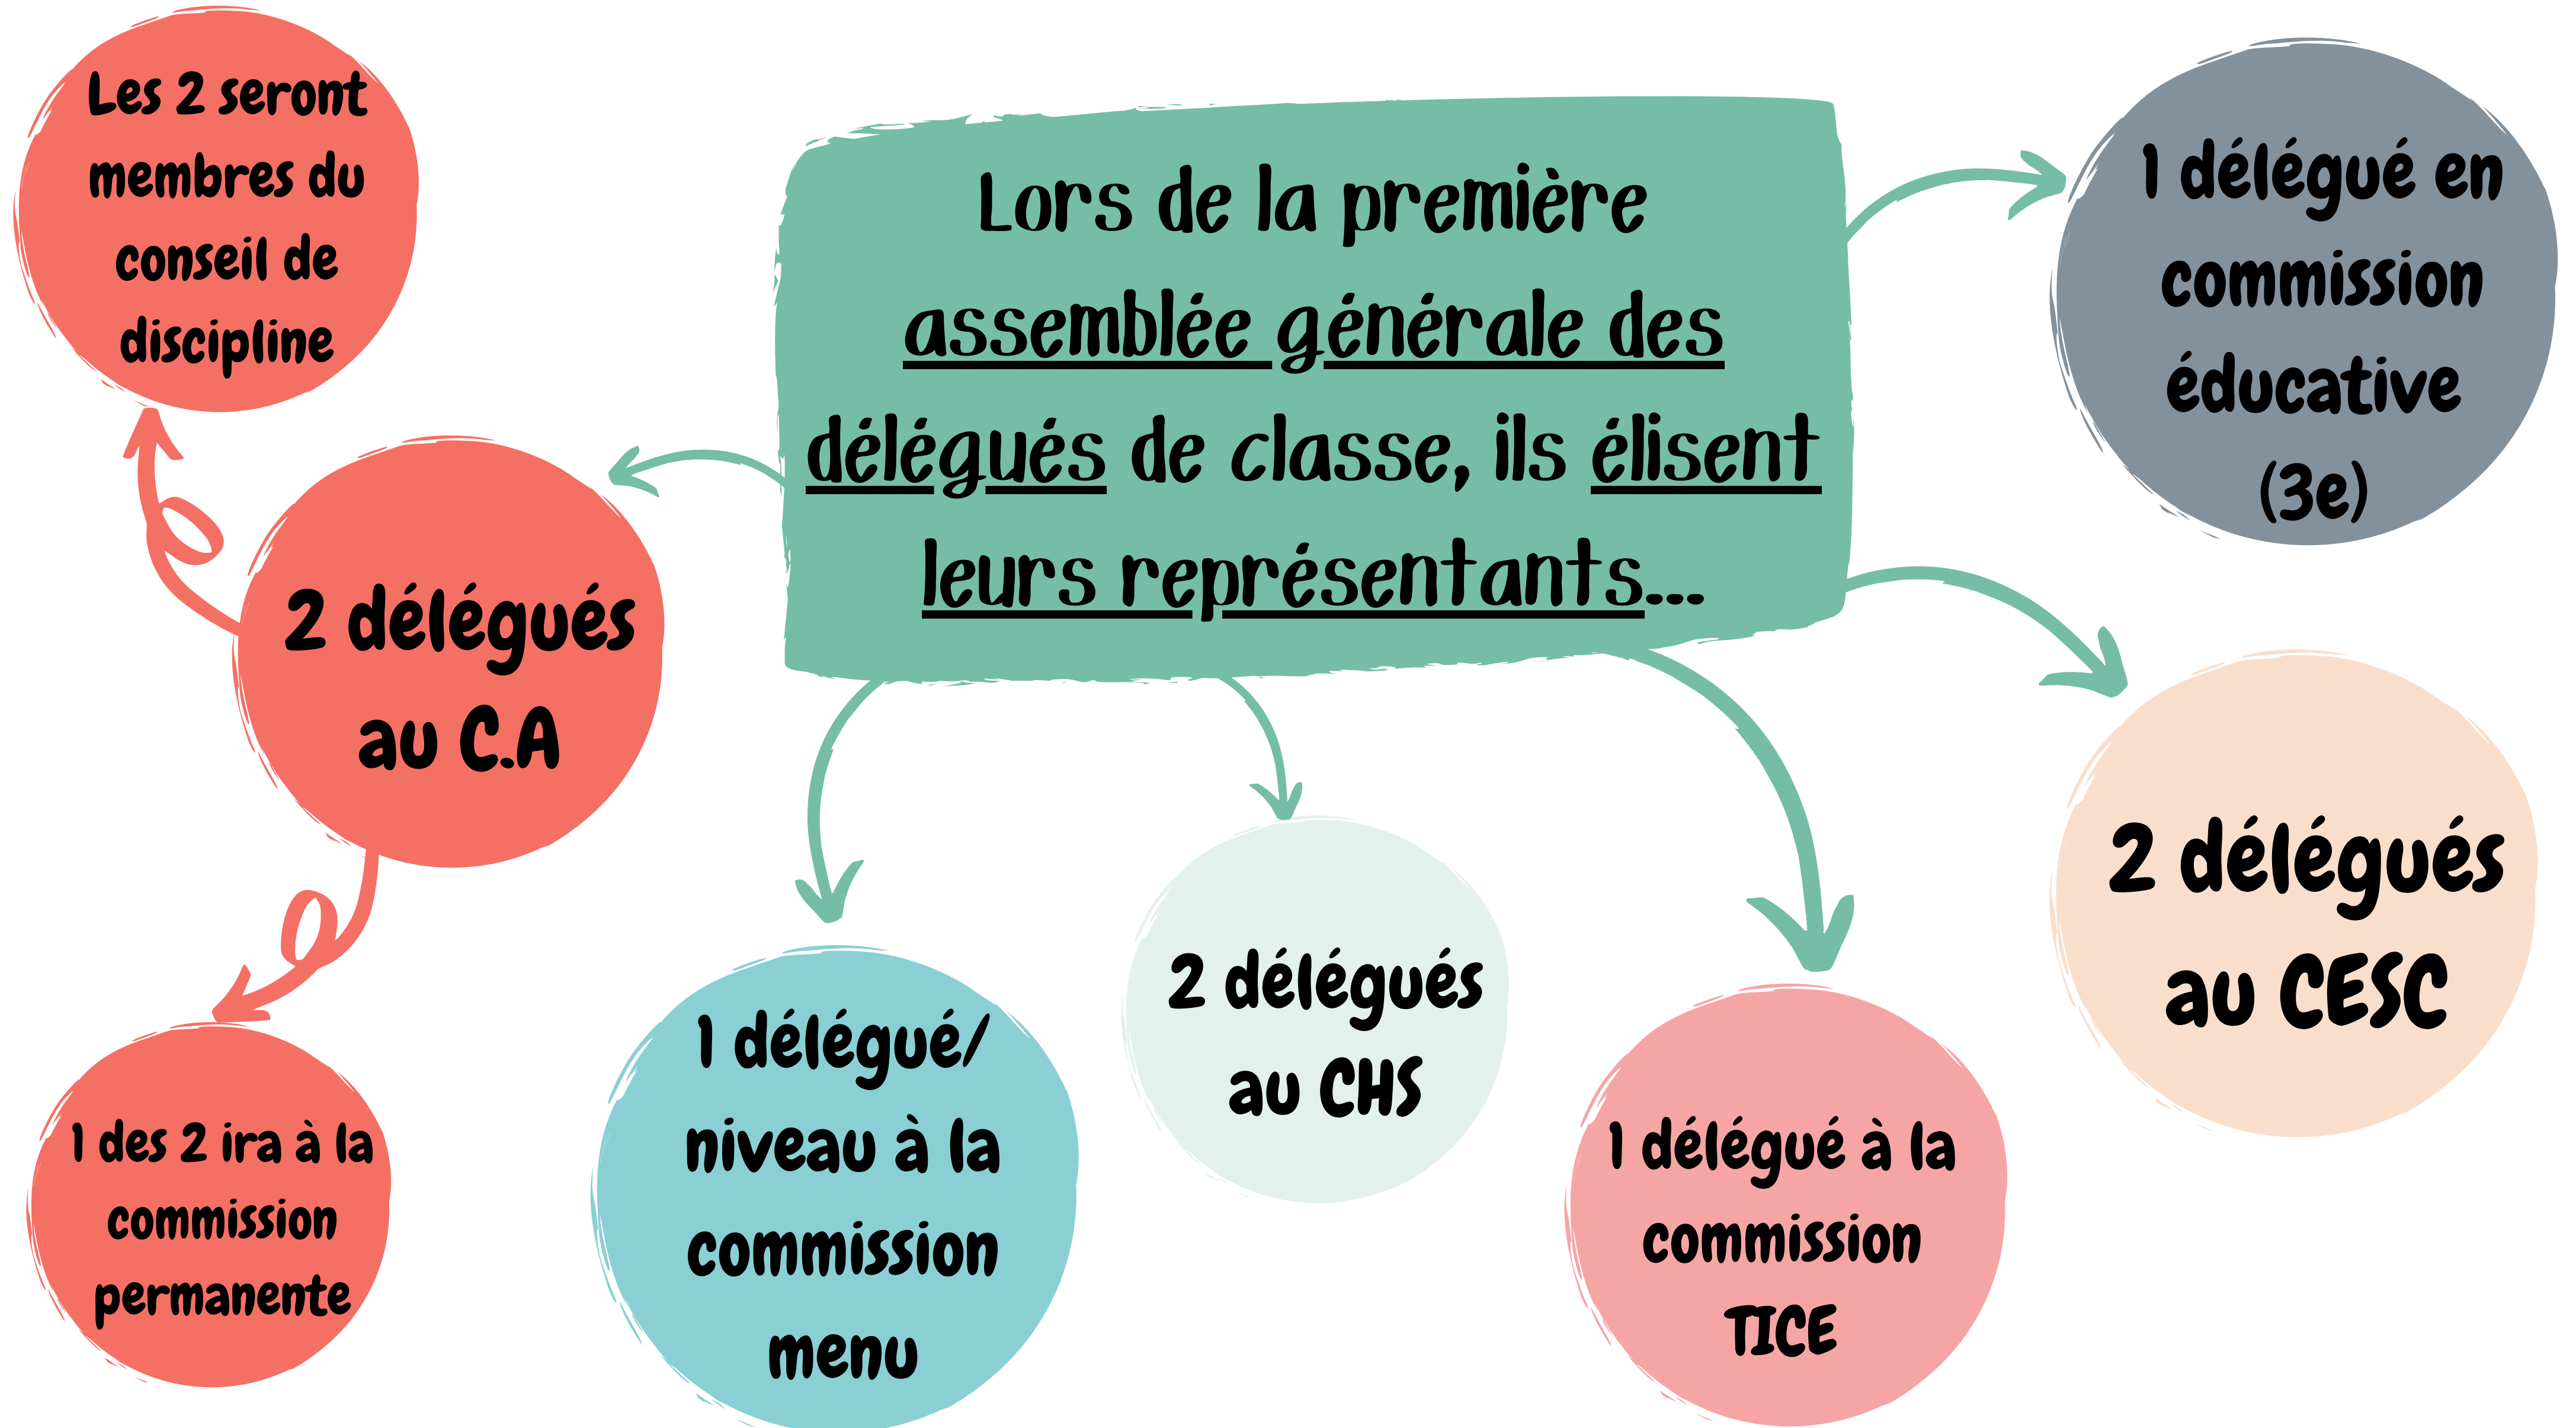 Lors de la première
assemblée générale des
délégués de classe, ils élisent
leurs représentants...
Les 2 seront
membres du
conseil de
discipline
2 délégués
au C.A
1 des 2 ira à la
commission
permanente
1 délégué/
niveau à la
commission
menu
2 délégués
au CHS
1 délégué à la
commission
TICE
2 délégués
au CESC
1 délégué en
commission
éducative
(3e)